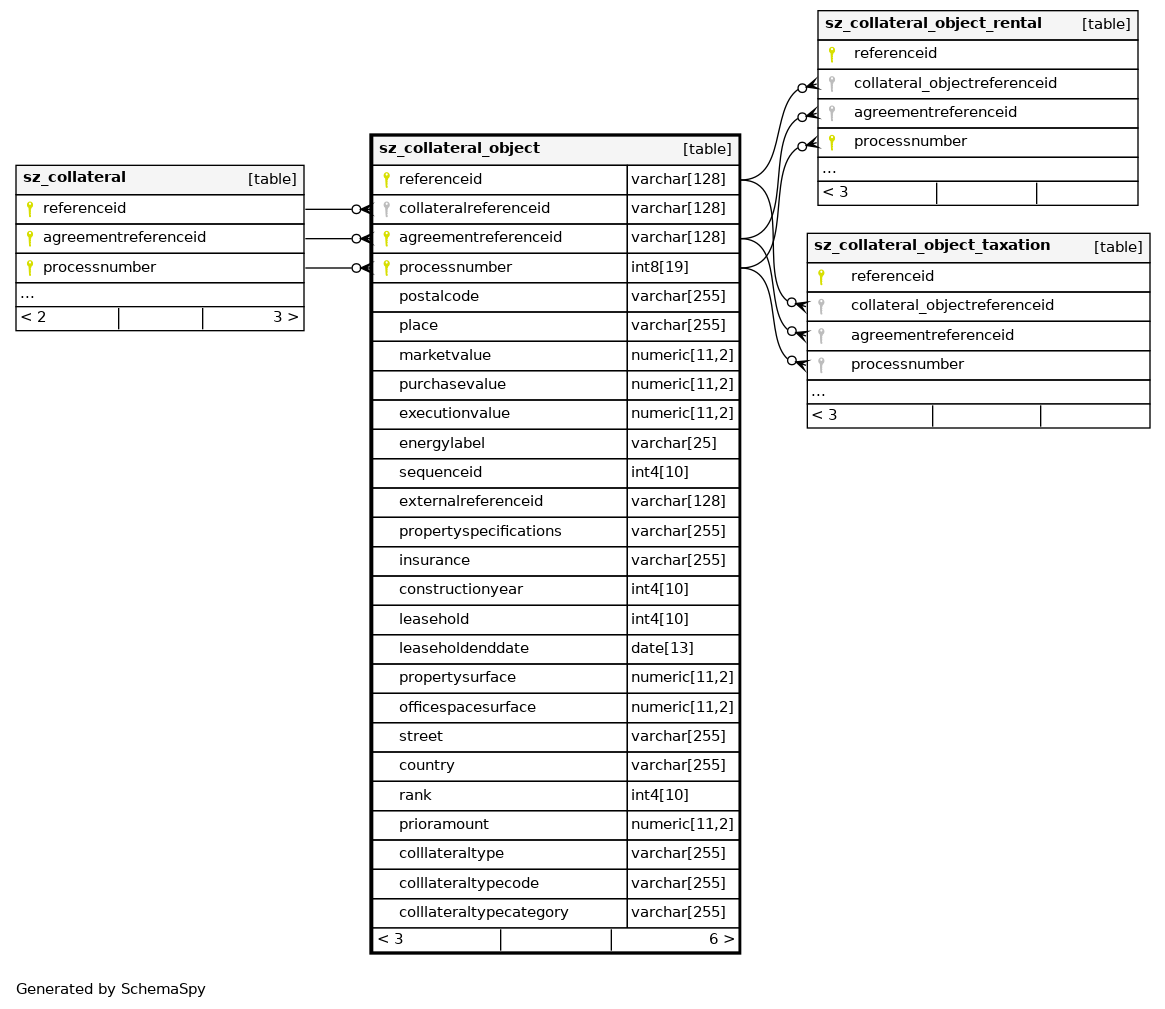 sz_collateral [table]
referenceid
agreementreferenceid
processnumber
...
< 2 3 >
sz_collateral_object [table]
referenceid varchar[128]
collateralreferenceid varchar[128]
agreementreferenceid varchar[128]
processnumber int8[19]
postalcode varchar[255]
place varchar[255]
marketvalue numeric[11,2]
purchasevalue numeric[11,2]
executionvalue numeric[11,2]
energylabel varchar[25]
sequenceid int4[10]
externalreferenceid varchar[128]
propertyspecifications varchar[255]
insurance varchar[255]
constructionyear int4[10]
leasehold int4[10]
leaseholdenddate date[13]
propertysurface numeric[11,2]
officespacesurface numeric[11,2]
street varchar[255]
country varchar[255]
rank int4[10]
prioramount numeric[11,2]
colllateraltype varchar[255]
colllateraltypecode varchar[255]
colllateraltypecategory varchar[255]
< 3 6 >
sz_collateral_object_rental [table]
referenceid
collateral_objectreferenceid
agreementreferenceid
processnumber
...
< 3
sz_collateral_object_taxation [table]
referenceid
collateral_objectreferenceid
agreementreferenceid
processnumber
...
< 3
Generated by SchemaSpy